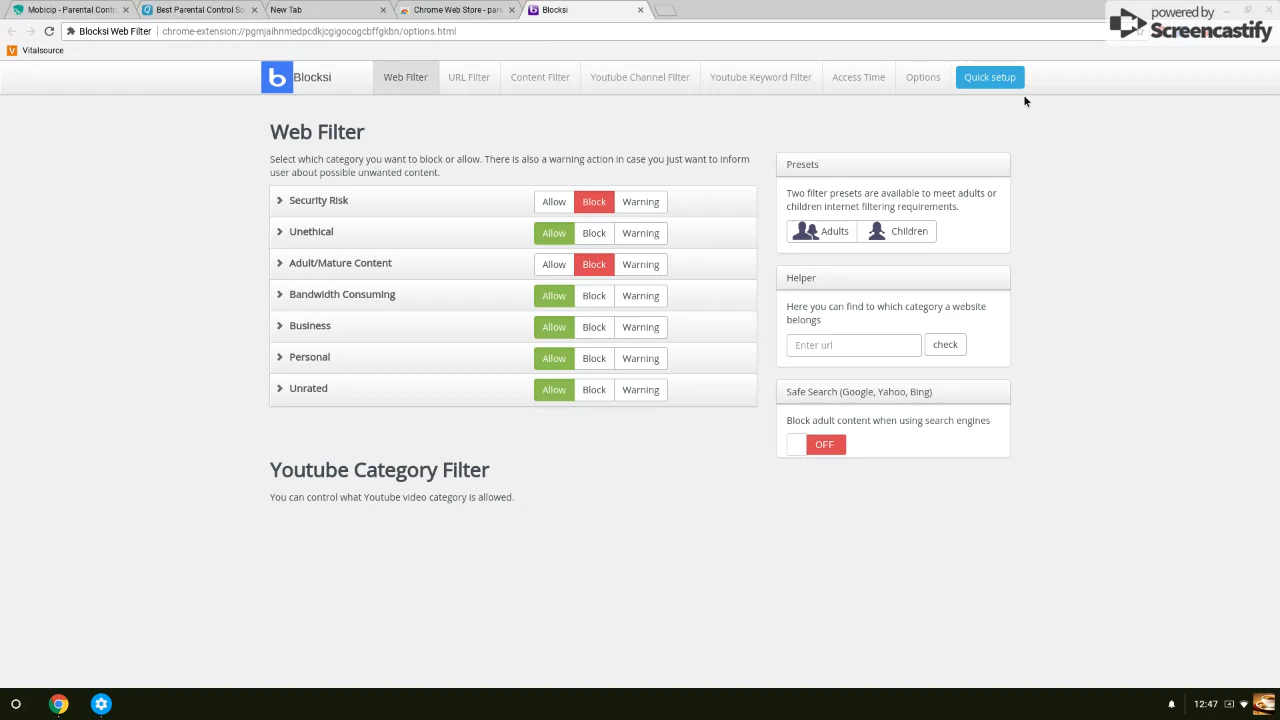 Mobicip - Parental Contr
Best Parental Control So
New Tab
Chrome Web Store - pare
Blocksi
powered by
Screencastify
Blocksi Web Filter
chrome-extension://pgmjaihnmedpcdkjcgigocogcbffgkbn/options.html
Vitalsource
Blocksi
Web Filter
URL Filter
Content Filter
Youtube Channel Filter
Youtube Keyword Filter
Access Time
Options
Quick setup
Web Filter
Select which category you want to block or allow. There is also a warning action in case you just want to inform
user about possible unwanted content.
Security Risk Allow Block Warning
Unethical Allow Block Warning
Adult/Mature Content Allow Block Warning
Bandwidth Consuming Allow Block Warning
Business Allow Block Warning
Personal Allow Block Warning
Unrated Allow Block Warning
Presets
Two filter presets are available to meet adults or
children internet filtering requirements.
Adults Children
Helper
Here you can find to which category a website
belongs
Enter url check
Safe Search (Google, Yahoo, Bing)
Block adult content when using search engines
OFF
Youtube Category Filter
You can control what Youtube video category is allowed.
12:47